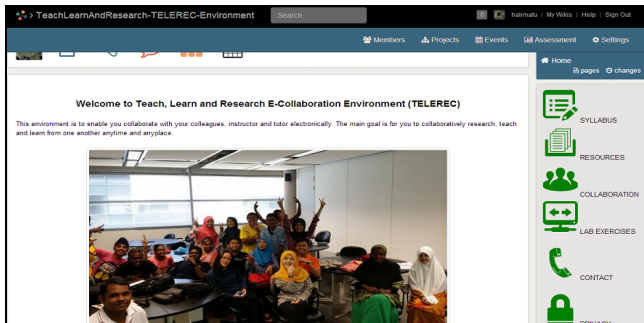 > TeachLearnAndResearch-TELEREC-Environment
Search
0
halimatu | My Wikis | Help | Sign Out
Members
Projects
Events
Assessment
Settings
Home
pages
changes
Welcome to Teach, Learn and Research E-Collaboration Environment (TELEREC)
This environment is to enable you collaborate with your colleagues, instructor and tutor electronically. The main goal is for you to collaboratively research, teach
and learn from one another anytime and anyplace.
SYLLABUS
RESOURCES
COLLABORATION
LAB EXERCISES
CONTACT
PRIVACY